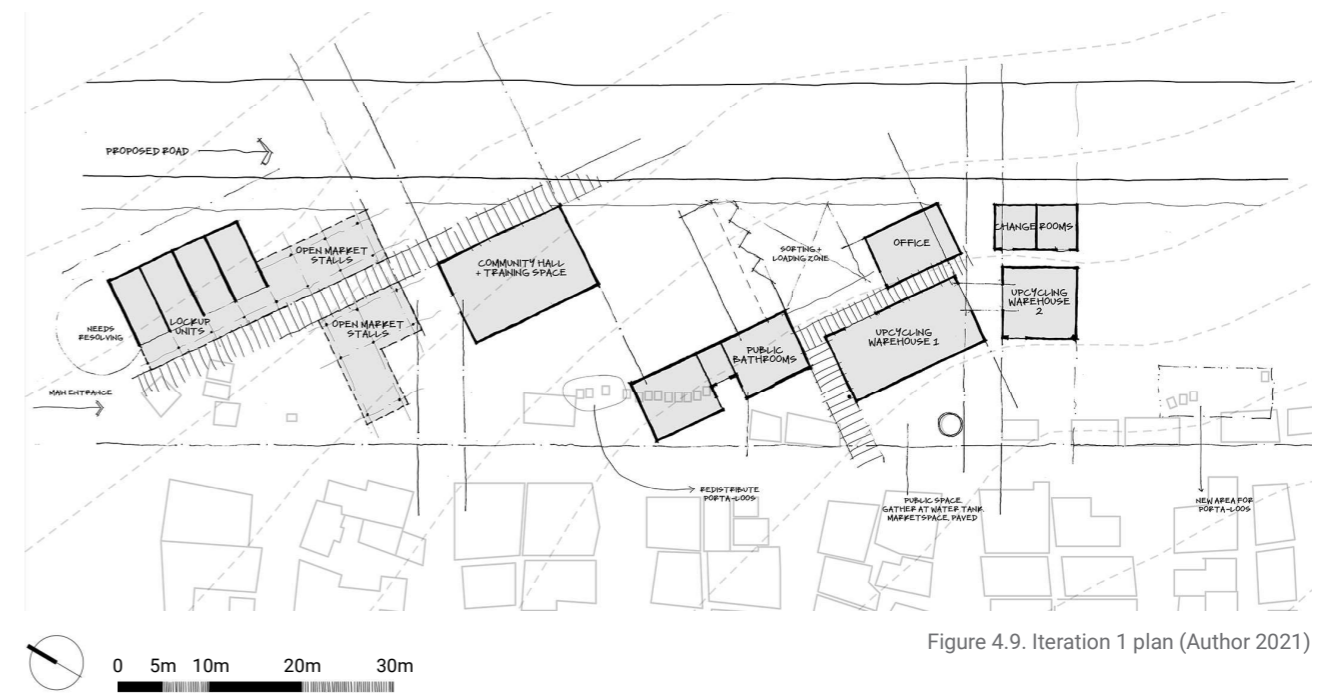 PROPOSED ROAD
OPEN MARKET
STALLS
COMMUNITY HALL
+ TRAINING SPACE
SORTING +
LOADING ZONE
OFFICE
CHANGE ROOMS
NEEDS
RESOLVING
LOCKUP
UNITS
OPEN MARKET
STALLS
PUBLIC
BATHROOMS
UPCYCLING
WAREHOUSE 1
UPCYCLING
WAREHOUSE
2
MAIN ENTRANCE
REDISTRIBUTE
PORTA-LOOS
PUBLIC SPACE
GATHER AT WATER TANK
MARKETSPACE, PAVED
NEW AREA FOR
PORTA-LOOS
Figure 4.9. Iteration 1 plan (Author 2021)
0 5m 10m 20m 30m